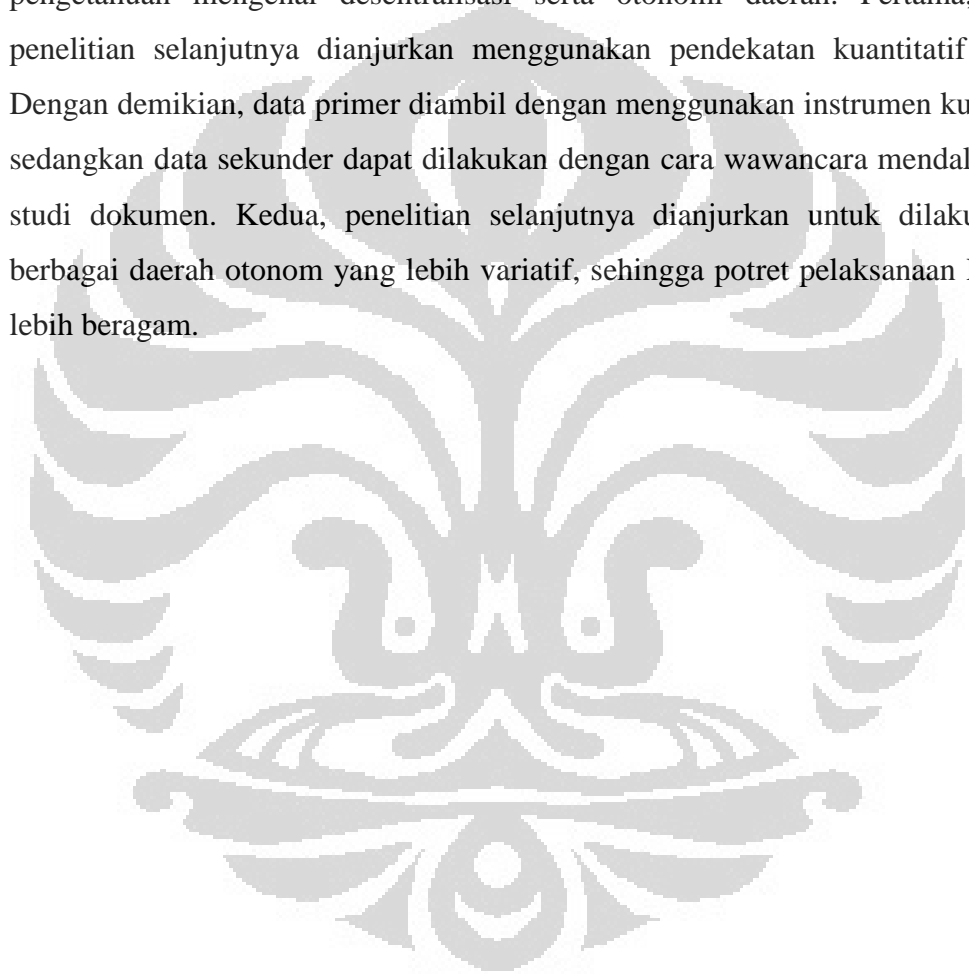 pengetahuan mengenai desentralisasi serta otonomi daerah. Pertama,
penelitian selanjutnya dianjurkan menggunakan pendekatan kuantitatif
Dengan demikian, data primer diambil dengan menggunakan instrumen ku
sedangkan data sekunder dapat dilakukan dengan cara wawancara mendal
studi dokumen. Kedua, penelitian selanjutnya dianjurkan untuk dilaku
berbagai daerah otonom yang lebih variatif, sehingga potret pelaksanaan
lebih beragam.